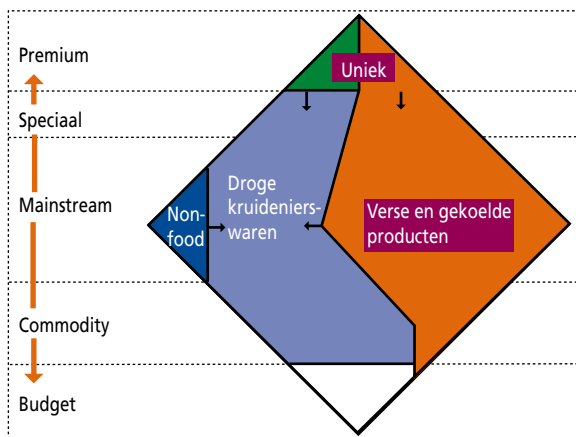 Premium
Speciaal
Mainstream
Commodity
Budget
Uniek
Non-
food
Droge
kruideniers-
waren
Verse en gekoelde
producten